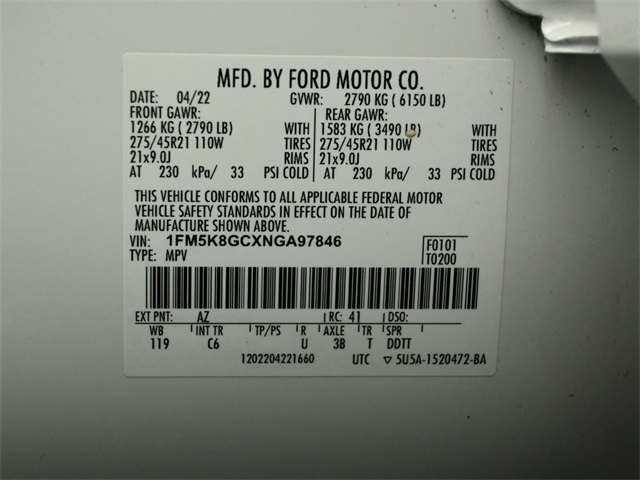 MFD. BY FORD MOTOR CO.
DATE: 04/22 GVWR: 2790 KG ( 6150 LB)
FRONT GAWR: REAR GAWR:
1266 KG ( 2790 LB) WITH 1583 KG ( 3490 LB) WITH
275/45R21 110W TIRES 275/45R21 110W TIRES
21x9.0J RIMS 21x9.0J RIMS
AT 230 kPa/ 33 PSI COLD AT 230 kPa/ 33 PSI COLD
THIS VEHICLE CONFORMS TO ALL APPLICABLE FEDERAL MOTOR
VEHICLE SAFETY STANDARDS IN EFFECT ON THE DATE OF
MANUFACTURE SHOWN ABOVE.
VIN: 1FM5K8GCXNGA97846 F0101
TYPE: MPV T0200
EXT PNT: AZ RC: 41 DSO:
WB INT TR TP/PS R AXLE TR SPR
119 C6 U 3B T DDTT
1202204221660 UTC ▽ 5U5A-1520472-BA